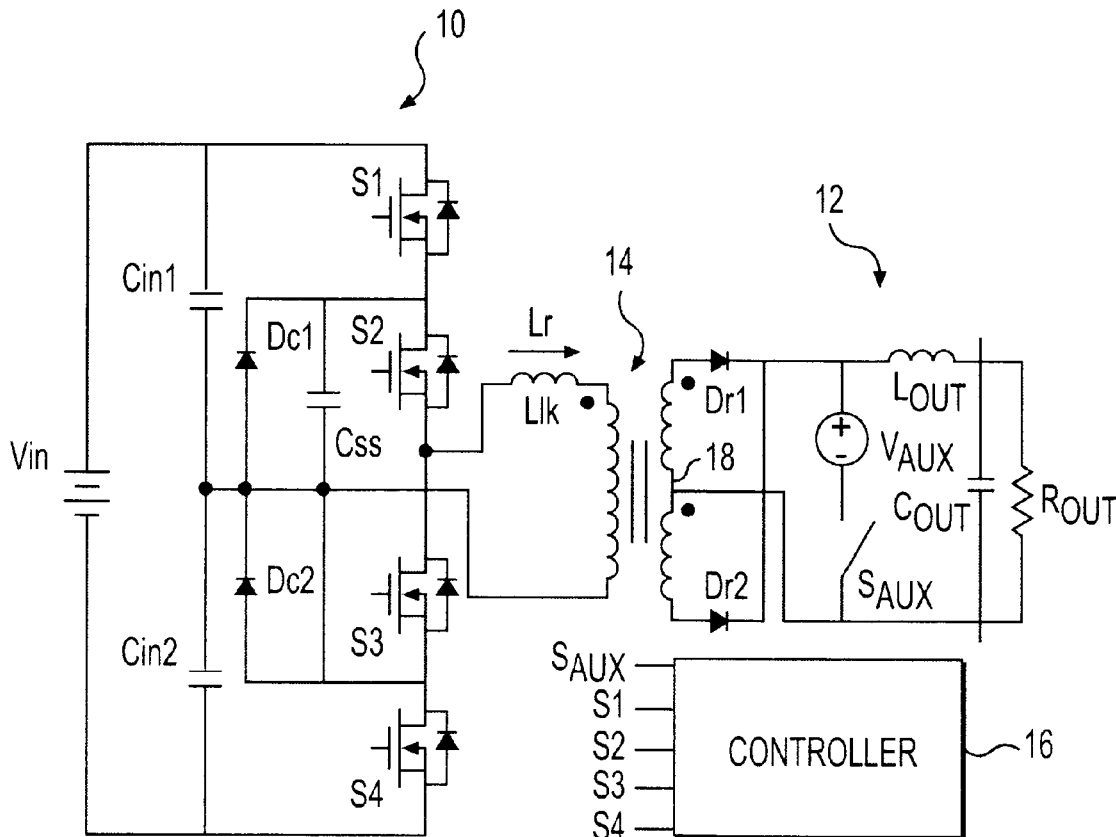 10
S1
12
14
Cin1
Dc1
S2
Lr
Llk
Dr1
LOUT
Vin
Css
18
VAUX
COUT
ROUT
Dc2
Dr2
SAUX
S3
Cin2
SAUX
S1
S2
S3
S4
CONTROLLER
16
S4